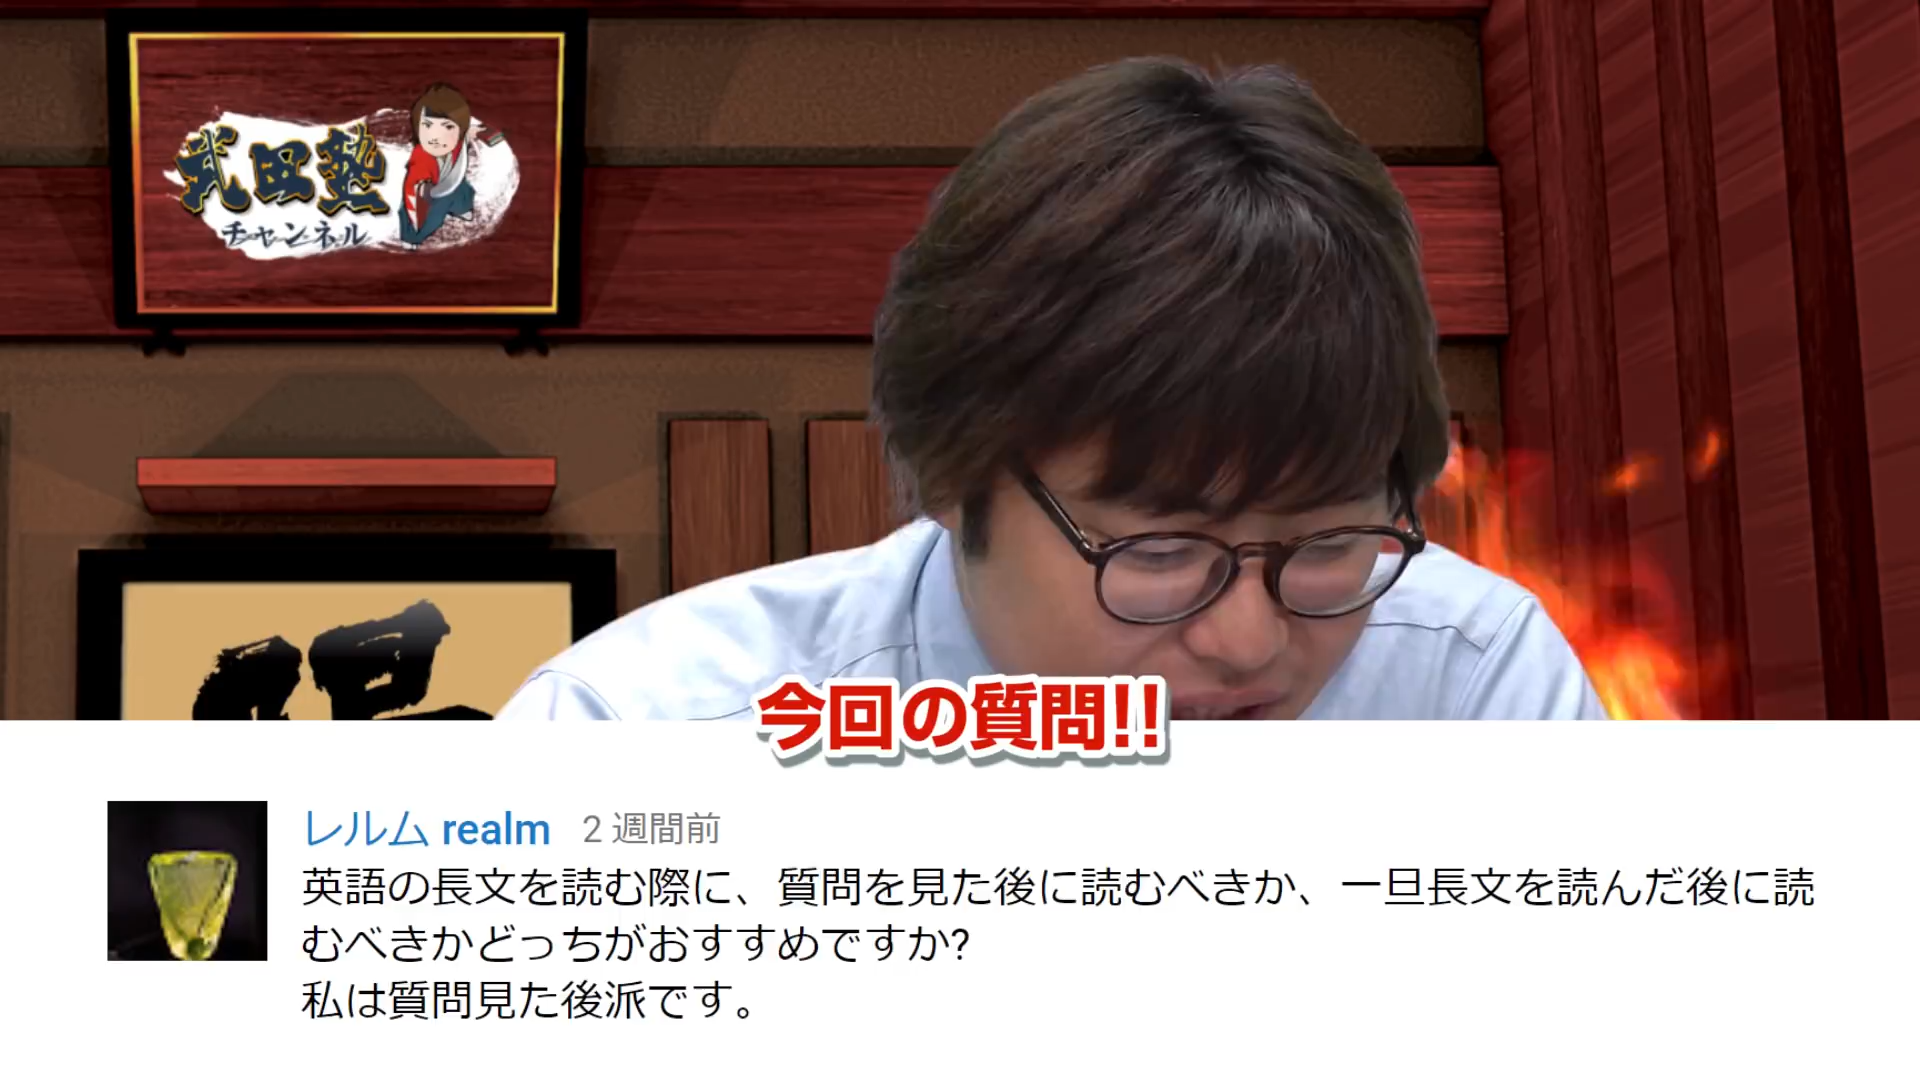 武田塾
チャンネル
今回の質問!!
レルム realm 2 週間前
英語の長文を読む際に、質問を見た後に読むべきか、一旦長文を読んだ後に読
むべきかどっちがおすすめですか?
私は質問見た後派です。